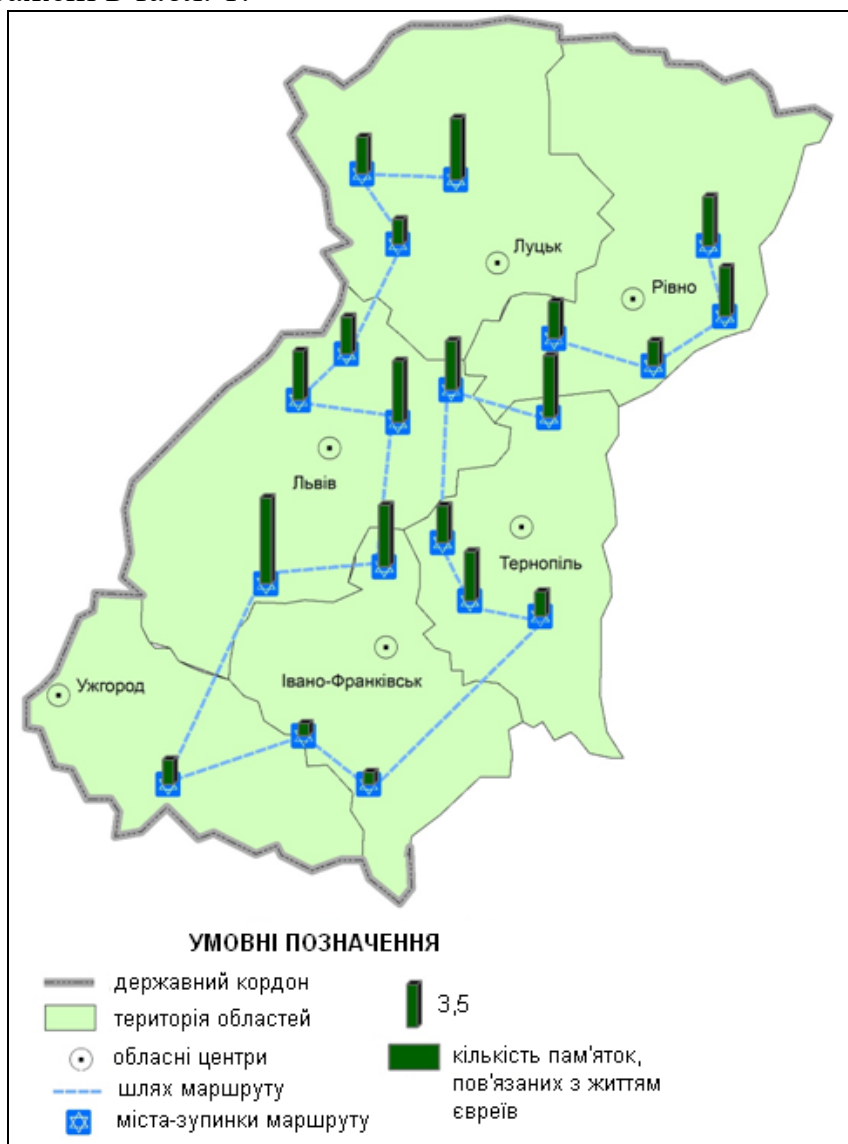 Луцьк
Рівно
Львів
Тернопіль
Ужгород
Івано-Франківськ
УМОВНІ ПОЗНАЧЕННЯ
державний кордон
територія областей
обласні центри
шлях маршруту
міста-зупинки маршруту
3,5
кількість пам'яток,
пов'язаних з життям
євреїв